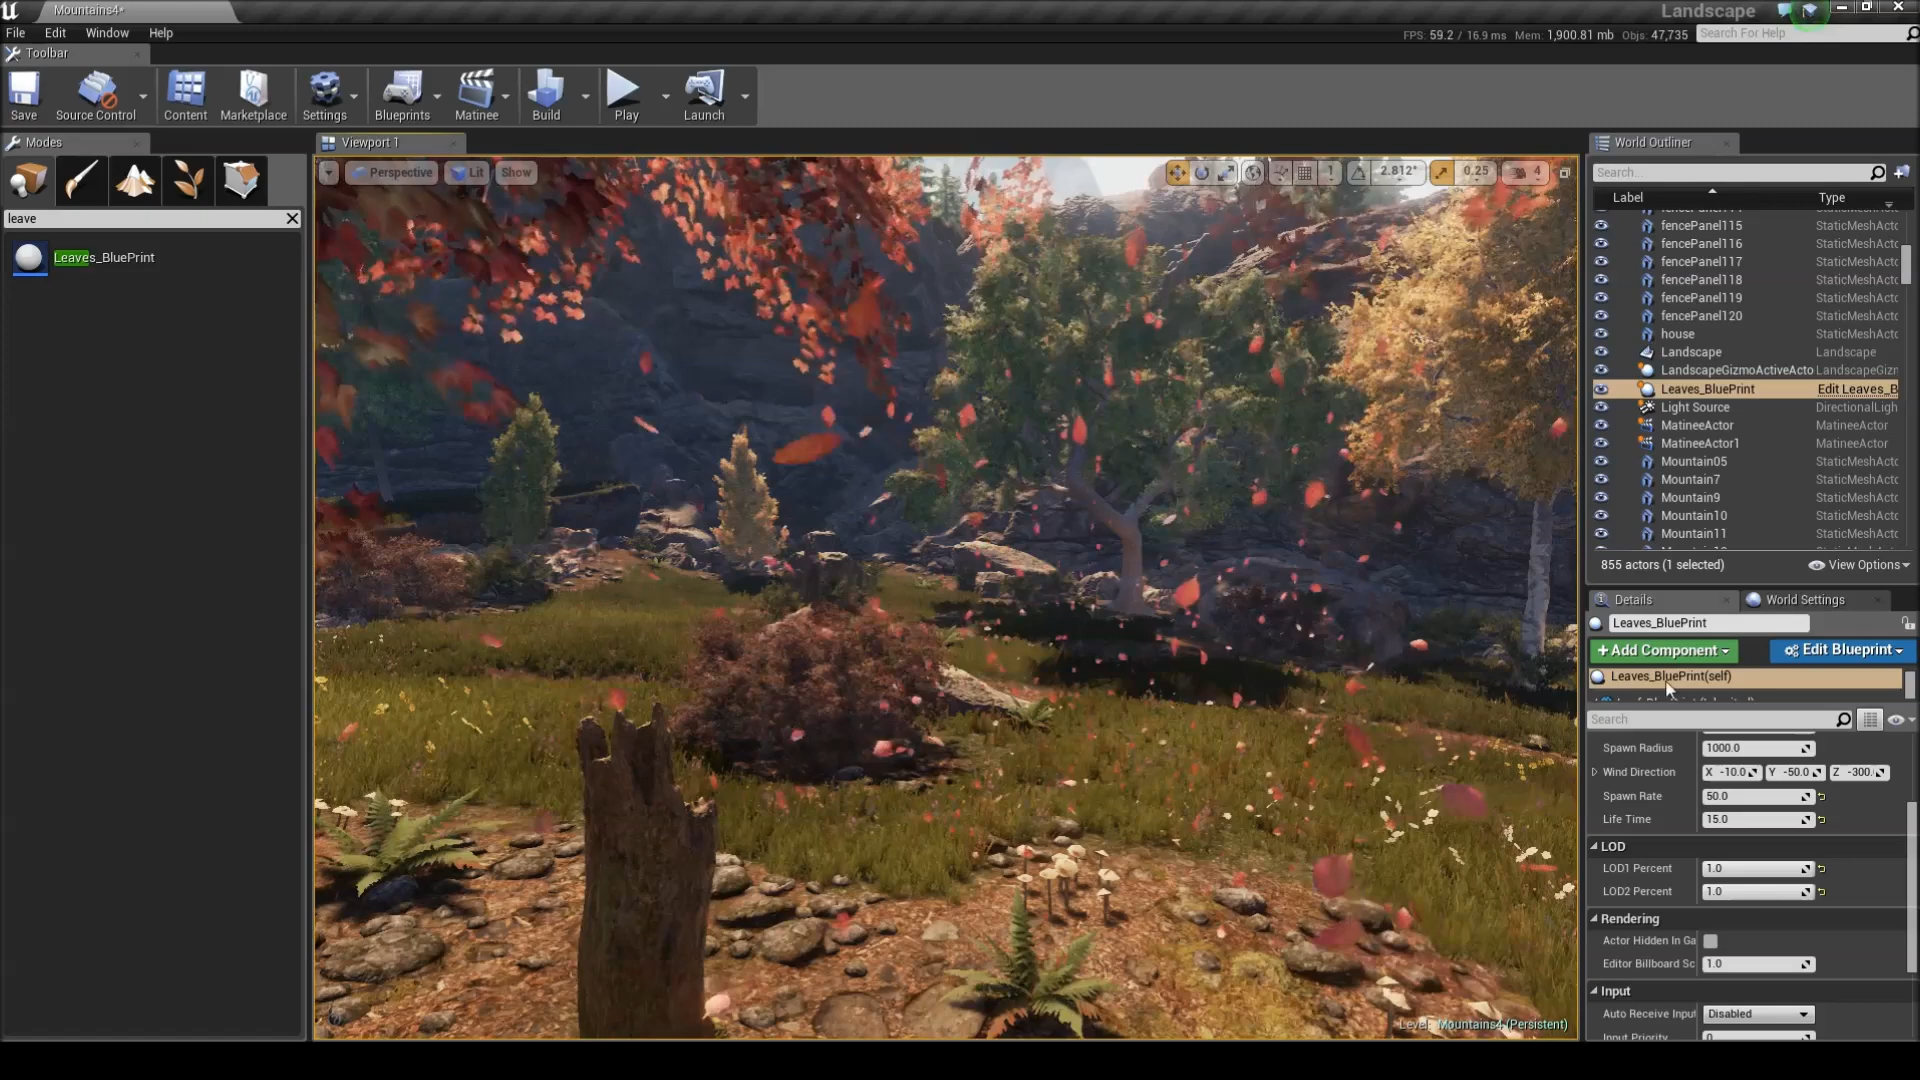 Mountains4*
Landscape
File Edit Window Help
FPS: 59.2 / 16.9 ms Mem: 1,900.81 mb Objs: 47,735
Search For Help
Toolbar
Save
Source Control
Content
Marketplace
Settings
Blueprints
Matinee
Build
Play
Launch
Modes
leave
Leaves_BluePrint
Viewport 1
Perspective
Lit
Show
1
2.812°
0.25
4
Level: Mountains4 (Persistent)
World Outliner
Search...
Label Type
fencePanel115 StaticMeshActo
fencePanel116 StaticMeshActo
fencePanel117 StaticMeshActo
fencePanel118 StaticMeshActo
fencePanel119 StaticMeshActo
fencePanel120 StaticMeshActo
house StaticMeshActo
Landscape Landscape
LandscapeGizmoActiveActo LandscapeGizm
Leaves_BluePrint Edit Leaves_B
Light Source DirectionalLigh
MatineeActor MatineeActor
MatineeActor1 MatineeActor
Mountain05 StaticMeshActo
Mountain7 StaticMeshActo
Mountain9 StaticMeshActo
Mountain10 StaticMeshActo
Mountain11 StaticMeshActo
855 actors (1 selected)
View Options
Details
World Settings
Leaves_BluePrint
+Add Component
Edit Blueprint
Leaves_BluePrint(self)
Search
Spawn Radius 1000.0
Wind Direction X -10.0 Y -50.0 Z -300.
Spawn Rate 50.0
Life Time 15.0
LOD
LOD1 Percent 1.0
LOD2 Percent 1.0
Rendering
Actor Hidden In Ga
Editor Billboard Sc 1.0
Input
Auto Receive Input Disabled
Input Priority 0